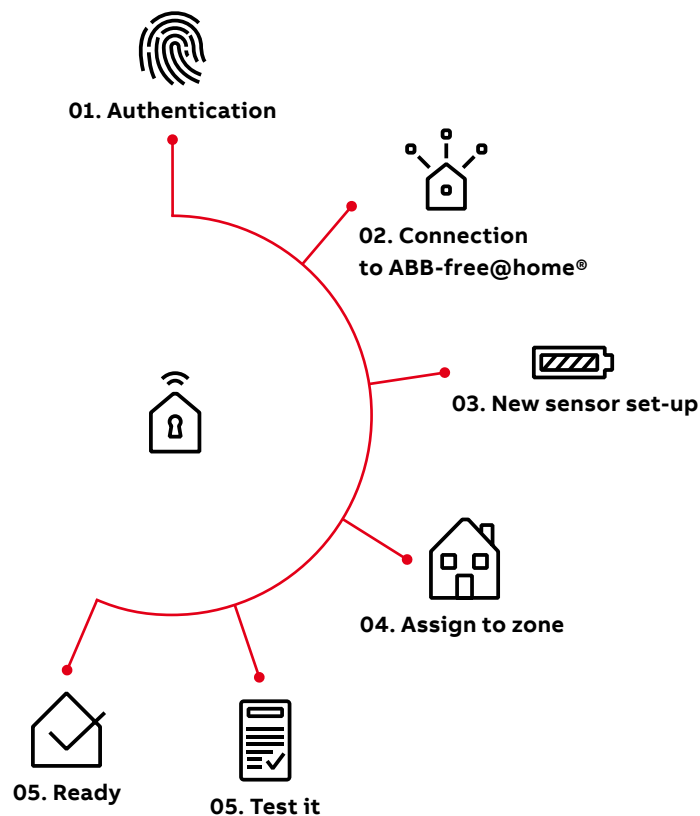 01. Authentication
02. Connection
to ABB-free@home®
03. New sensor set-up
04. Assign to zone
05. Test it
05. Ready